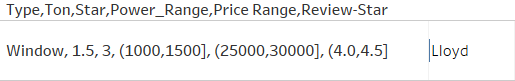 Type,Ton,Star,Power_Range,Price Range,Review-Star
Window, 1.5, 3, (1000,1500], (25000,30000], (4.0,4.5] Lloyd